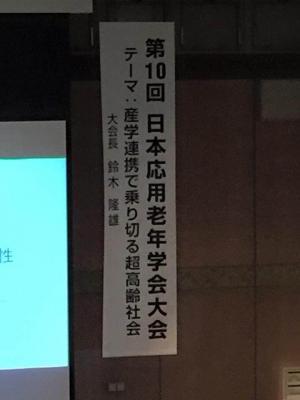 第10回 日本応用老年学会大会
テーマ：産学連携で乗り切る超高齢社会
大会長 鈴木 隆雄
性